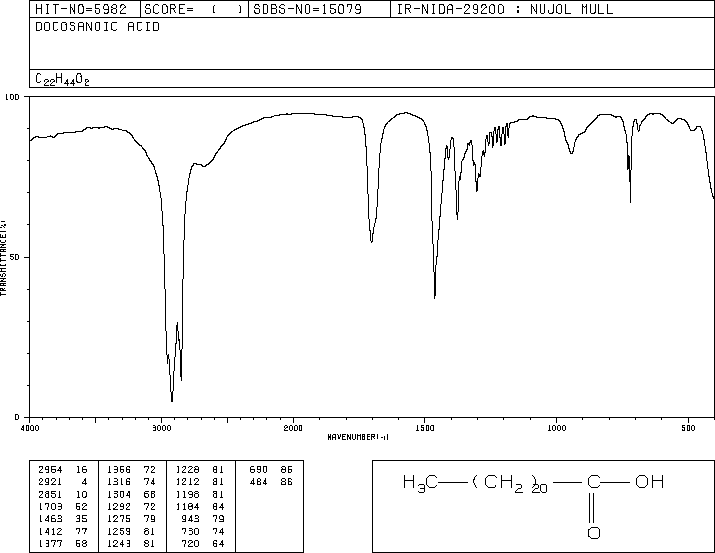 HIT-NO=5982 SCORE= ( ) SDBS-NO=15079 IR-NIDA-29200 : NUJOL MULL
DOCOSANOIC ACID
C22H44O2
100
50
0
TRANSMITTANCE(%)
4000 3000 2000 1500 1000 500
WAVENUMBER(-1)
2954 16 1366 72 1228 81 690 86
2921 4 1316 74 1212 81 484 86
2851 10 1304 68 1198 81
1703 52 1292 72 1184 84
1463 35 1275 79 943 79
1412 77 1259 81 730 74
1377 58 1243 81 720 64
H3C—(CH2)20—C—OH
O